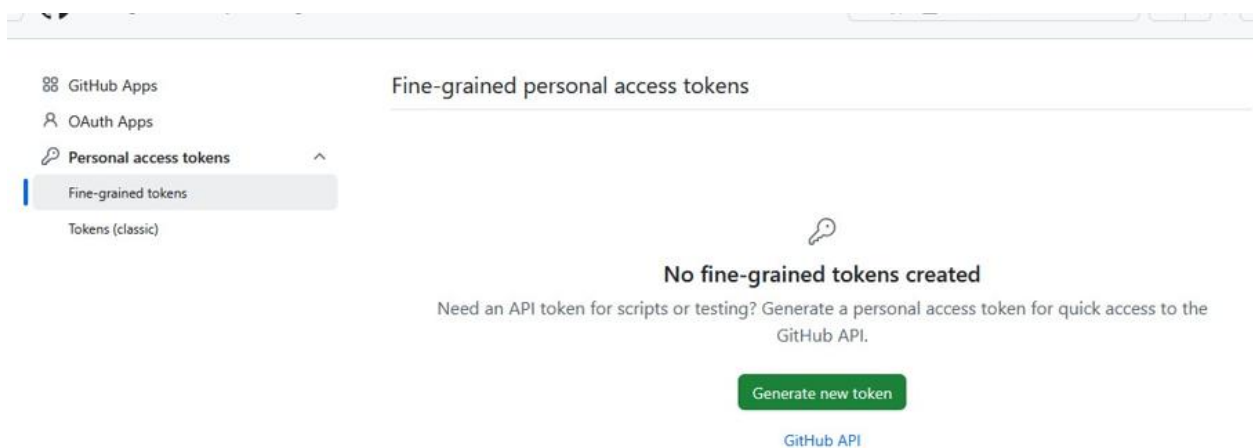 GitHub Apps
OAuth Apps
Personal access tokens
Fine-grained tokens
Tokens (classic)
Fine-grained personal access tokens
No fine-grained tokens created
Need an API token for scripts or testing? Generate a personal access token for quick access to the
GitHub API.
Generate new token
GitHub API